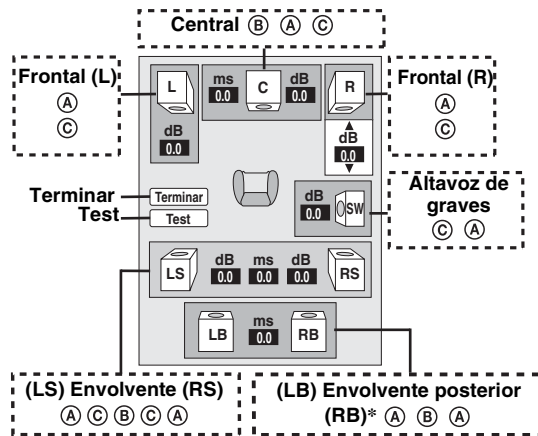 Central Ⓑ Ⓐ Ⓒ
Frontal (L)
Ⓐ
Ⓒ
L
dB
0.0
ms
0.0
C
dB
0.0
R
dB
0.0
Frontal (R)
Ⓐ
Ⓒ
Terminar
Test
Terminar
Test
dB
0.0
SW
Altavoz de
graves
Ⓒ Ⓐ
LS
dB
0.0
ms
0.0
dB
0.0
RS
LB
ms
0.0
RB
(LS) Envolvente (RS)
Ⓐ Ⓒ Ⓑ Ⓒ Ⓐ
(LB) Envolvente posterior
(RB)* Ⓐ Ⓑ Ⓐ